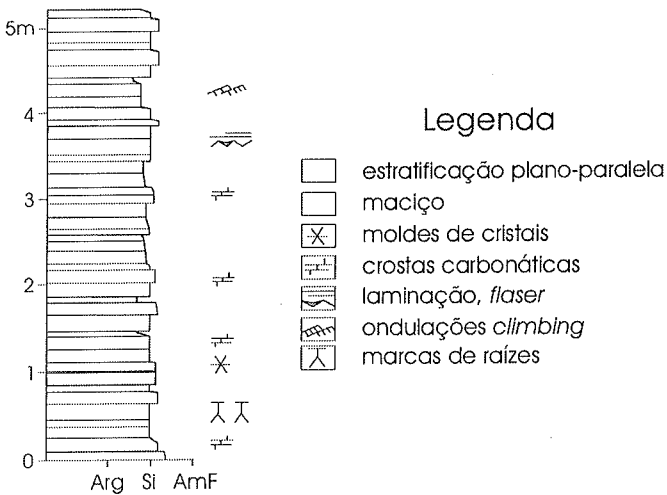 5m
4
3
2
1
0
Arg Si AmF
Legenda
estratificação plano-paralela
maciço
moldes de cristais
crostas carbonáticas
laminação, flaser
ondulações climbing
marcas de raízes